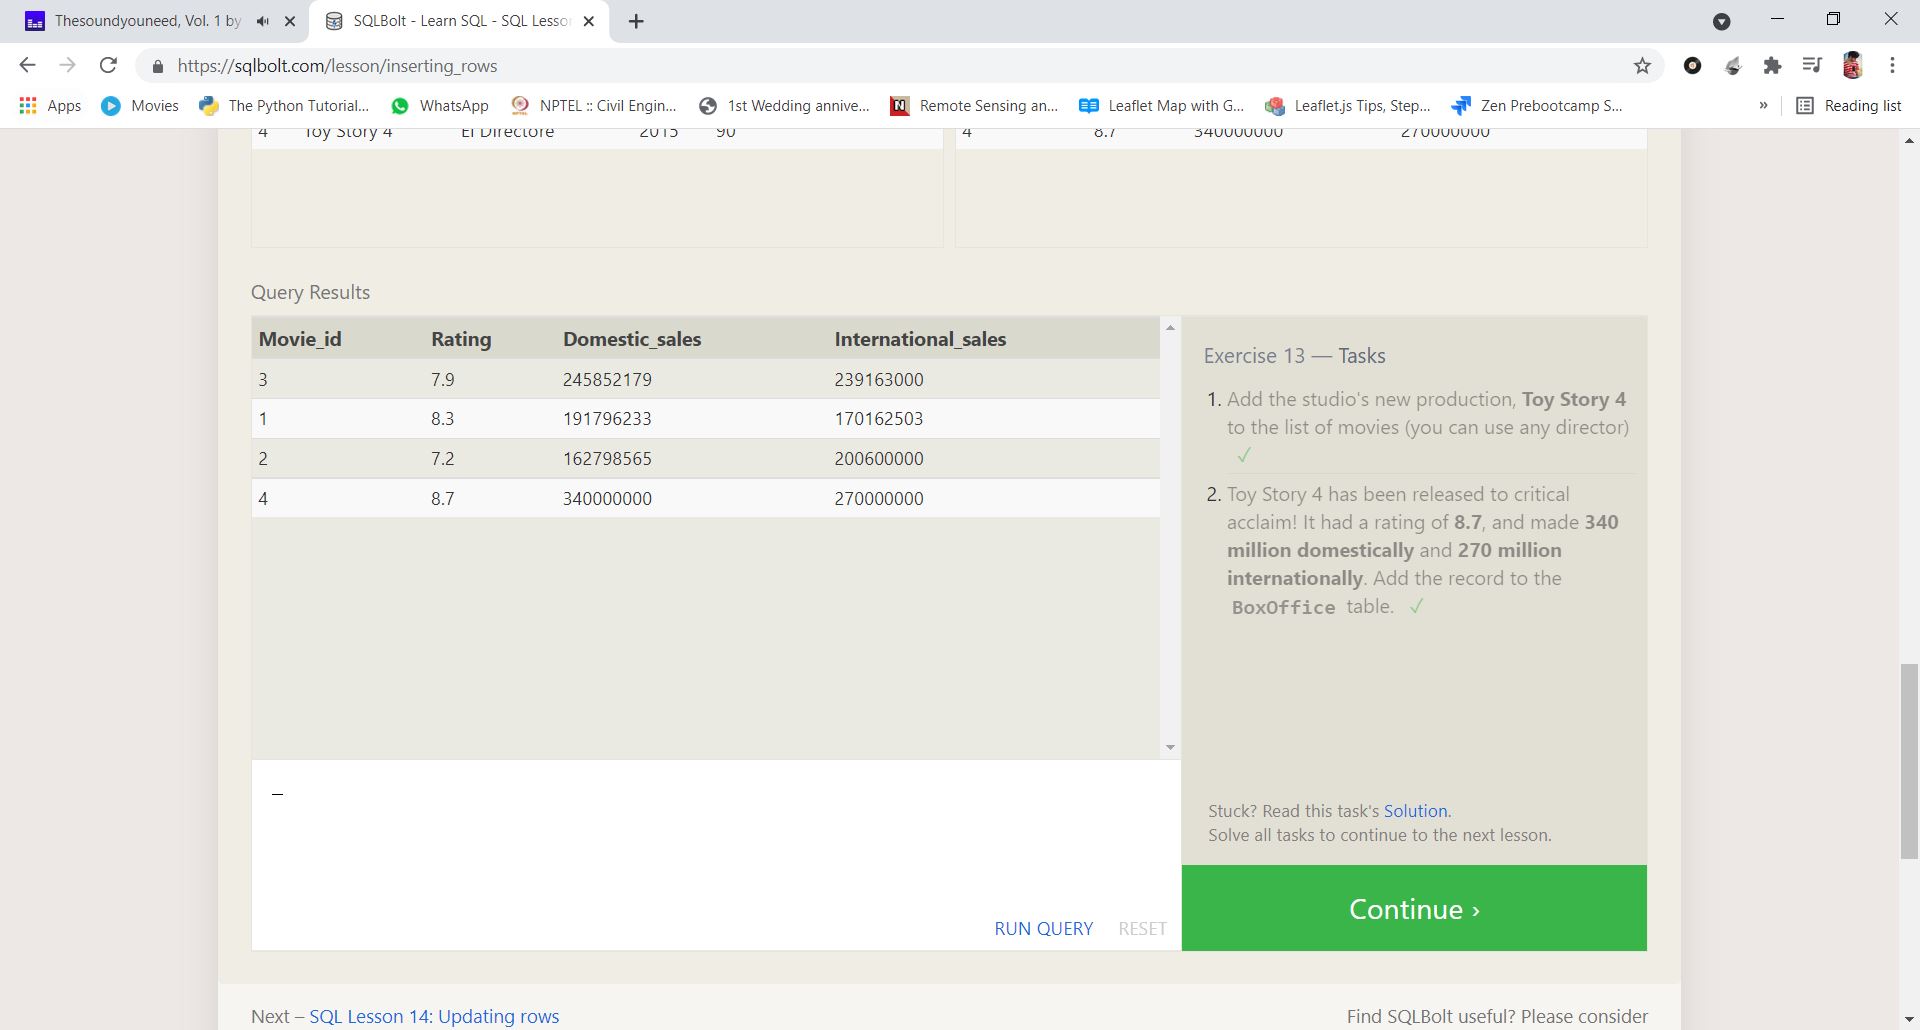 Thesoundyouneed, Vol. 1 by
SQLBolt - Learn SQL - SQL Lesso
https://sqlbolt.com/lesson/inserting_rows
Apps Movies The Python Tutorial... WhatsApp NPTEL :: Civil Engin... 1st Wedding annive... Remote Sensing an... Leaflet Map with G... Leaflet.js Tips, Step... Zen Prebootcamp S... » Reading list
4 Toy Story 4 El Directore 2015 90
4 8.7 340000000 270000000
Query Results
Movie_id Rating Domestic_sales International_sales
3 7.9 245852179 239163000
1 8.3 191796233 170162503
2 7.2 162798565 200600000
4 8.7 340000000 270000000
Exercise 13 — Tasks
1. Add the studio's new production, Toy Story 4
to the list of movies (you can use any director)
✓
2. Toy Story 4 has been released to critical
acclaim! It had a rating of 8.7, and made 340
million domestically and 270 million
internationally. Add the record to the
BoxOffice table. ✓
Stuck? Read this task's Solution.
Solve all tasks to continue to the next lesson.
RUN QUERY RESET
Continue ›
Next – SQL Lesson 14: Updating rows
Find SQLBolt useful? Please consider